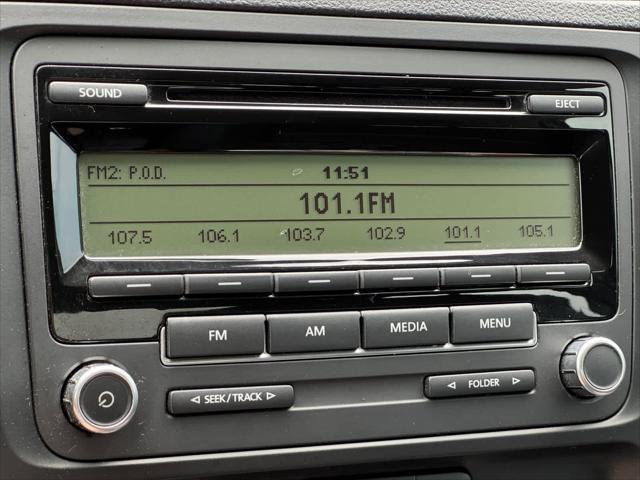 SOUND
EJECT
FM2: P.O.D. 11:51
101.1FM
107.5 106.1 103.7 102.9 101.1 105.1
FM AM MEDIA MENU
◁ SEEK/TRACK ▷
◁ FOLDER ▷